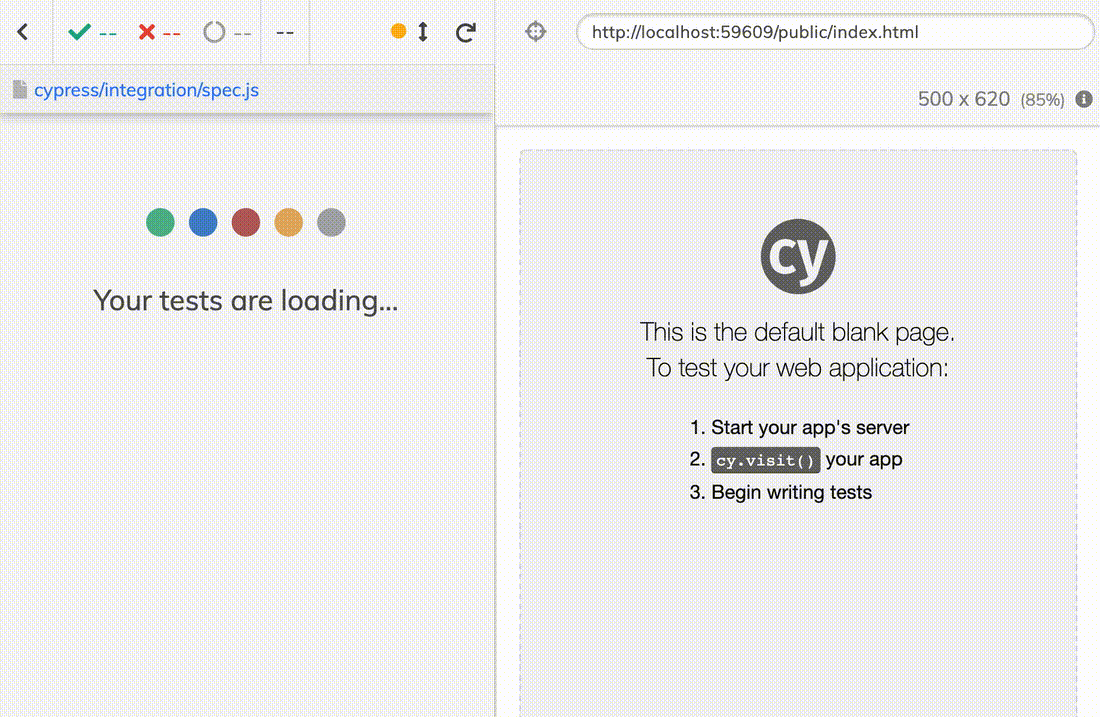 -- -- -- --
http://localhost:59609/public/index.html
cypress/integration/spec.js
500 x 620 (85%)
Your tests are loading...
cy
This is the default blank page.
To test your web application:
1. Start your app's server
2. cy.visit() your app
3. Begin writing tests